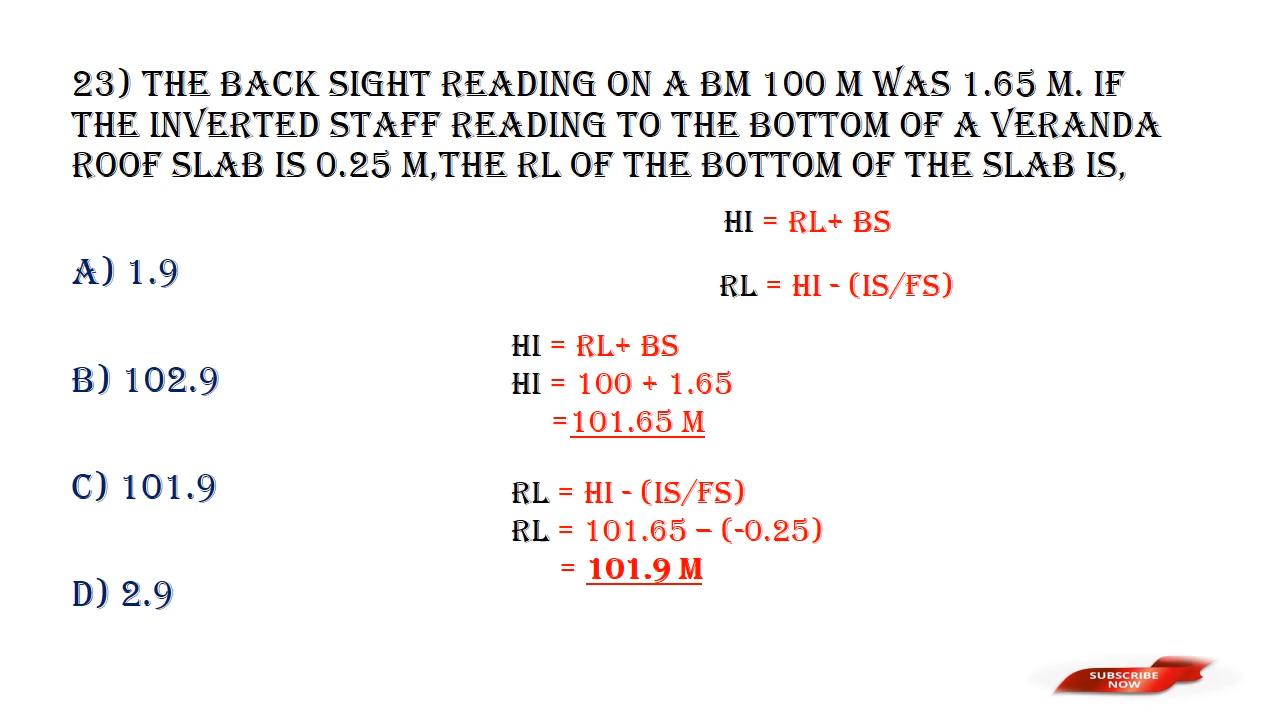 23) THE BACK SIGHT READING ON A BM 100 M WAS 1.65 M. IF
THE INVERTED STAFF READING TO THE BOTTOM OF A VERANDA
ROOF SLAB IS 0.25 M,THE RL OF THE BOTTOM OF THE SLAB IS,
HI = RL+ BS
A) 1.9
RL = HI - (IS/FS)
HI = RL+ BS
B) 102.9
HI = 100 + 1.65
=101.65 M
C) 101.9
RL = HI - (IS/FS)
RL = 101.65 – (-0.25)
= 101.9 M
D) 2.9
SUBSCRIBE
NOW